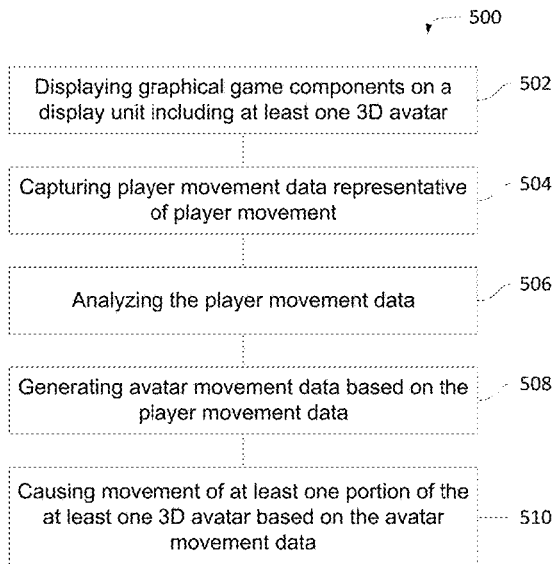 500
Displaying graphical game components on a
display unit including at least one 3D avatar
502
Capturing player movement data representative
of player movement
504
Analyzing the player movement data
506
Generating avatar movement data based on the
player movement data
508
Causing movement of at least one portion of the
at least one 3D avatar based on the avatar
movement data
510